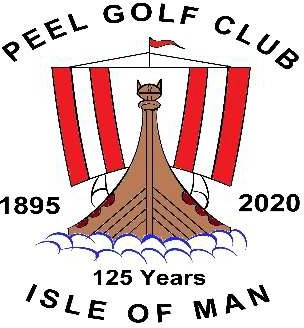 PEEL GOLF CLUB
1895 2020
125 Years
ISLE OF MAN